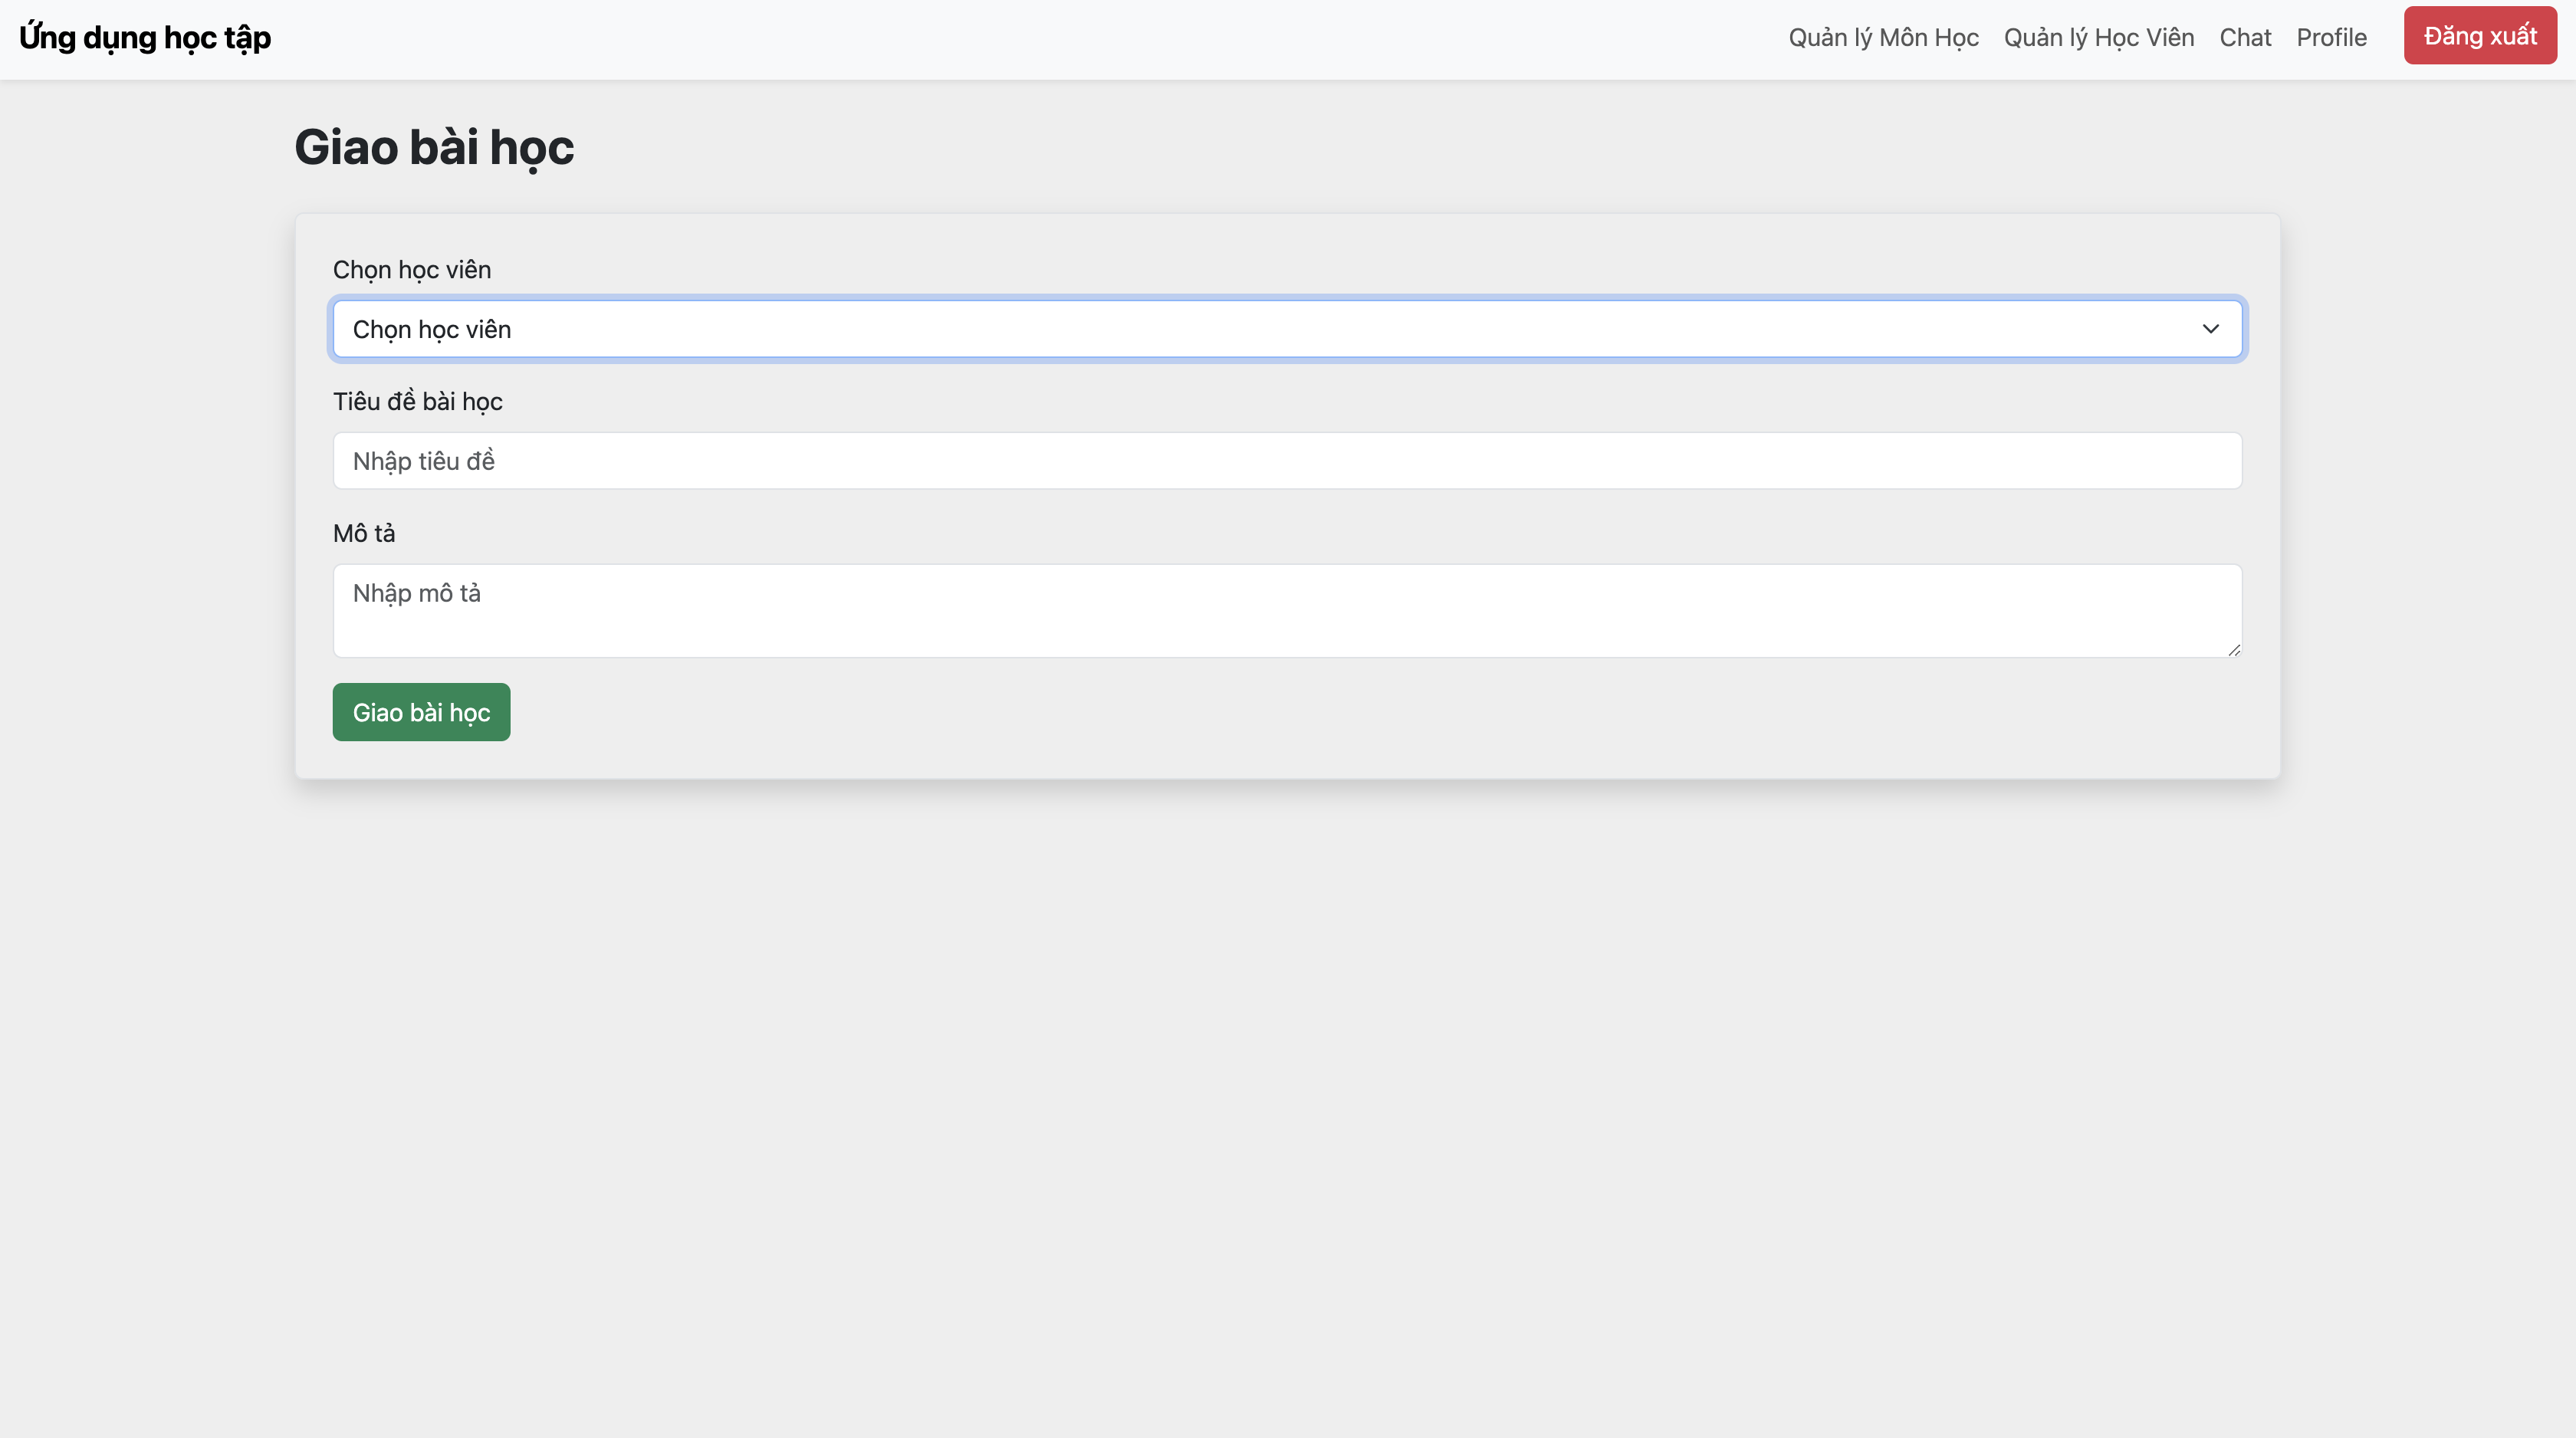 Ứng dụng học tập
Quản lý Môn Học Quản lý Học Viên Chat Profile Đăng xuất
Giao bài học
Chọn học viên
Chọn học viên
Tiêu đề bài học
Nhập tiêu đề
Mô tả
Nhập mô tả
Giao bài học